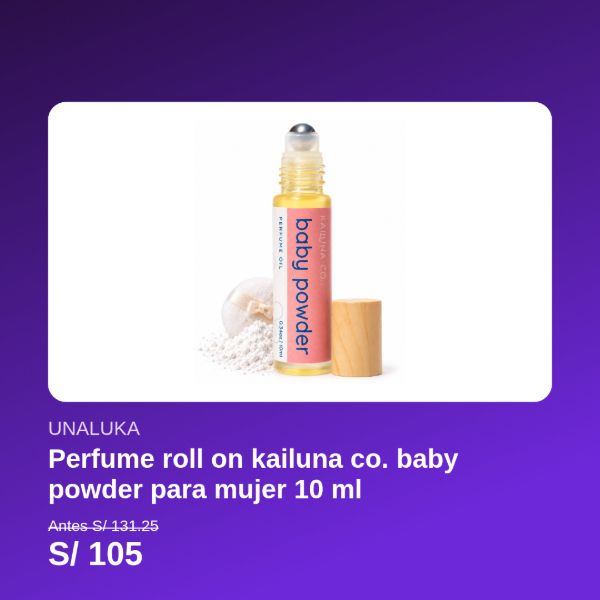 KAILUNA CO.
baby powder
PERFUME OIL
0.34oz / 10ml
UNALUKA
Perfume roll on kailuna co. baby
powder para mujer 10 ml
Antes S/ 131.25
S/ 105